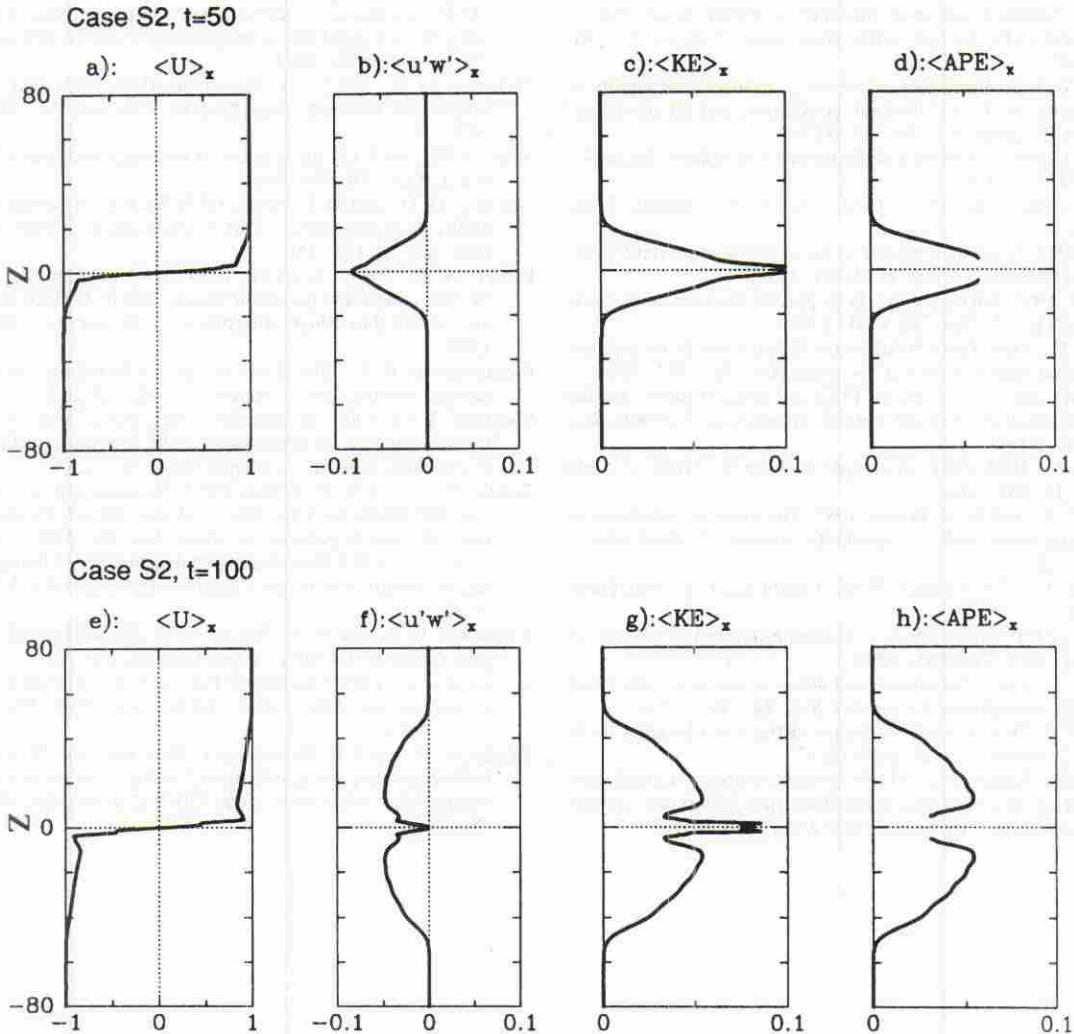 Case S2, t=50
a): <U>x b):<u'w'>x c):<KE>x d):<APE>x
80
Z 0
-80
-1 0 1 -0.1 0 0.1 0 0.1 0 0.1
Case S2, t=100
e): <U>x f):<u'w'>x g):<KE>x h):<APE>x
80
Z 0
-80
-1 0 1 -0.1 0 0.1 0 0.1 0 0.1